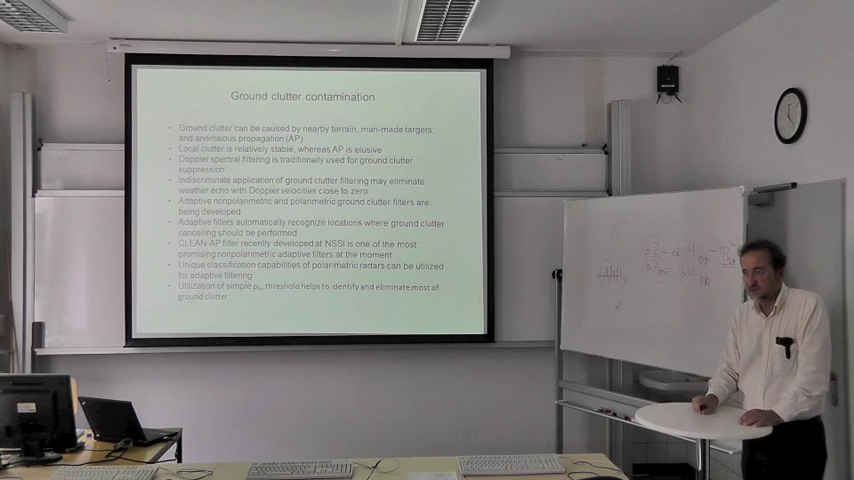 Ground clutter contamination
• Ground clutter can be caused by nearby terrain, man-made targets,
and anomalous propagation (AP)
• Local clutter is relatively stable, whereas AP is elusive
• Doppler spectral filtering is traditionally used for ground clutter
suppression
• Indiscriminate application of ground clutter filtering may eliminate
weather echo with Doppler velocities close to zero
• Adaptive nonpolarimetric and polarimetric ground clutter filters are
being developed
• Adaptive filters automatically recognize locations where ground clutter
cancelling should be performed
• CLEAN-AP filter recently developed at NSSl is one of the most
promising nonpolarimetric adaptive filters at the moment
• Unique classification capabilities of polarimetric radars can be utilized
for adaptive filtering
• Utilization of simple threshold helps to identify and eliminate most of
ground clutter